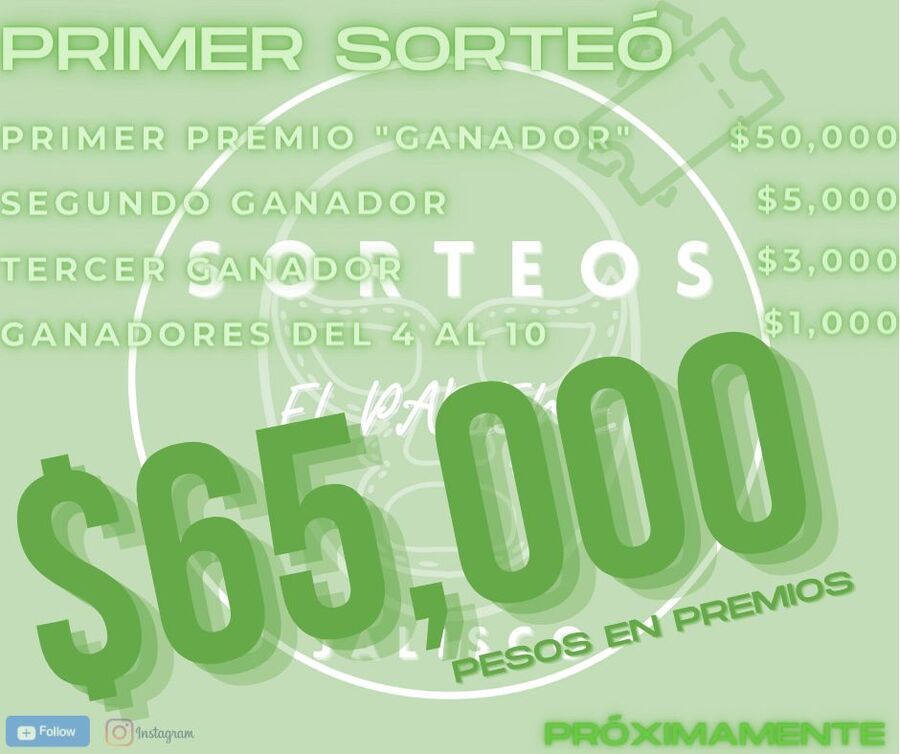 PRIMER SORTEÓ
PRIMER PREMIO "GANADOR" $50,000
SEGUNDO GANADOR $5,000
TERCER GANADOR $3,000
GANADORES DEL 4 AL 10 $1,000
SORTEOS
EL
$65,000
JALISCO
PESOS EN PREMIOS
Follow Instagram
PRÓXIMAMENTE